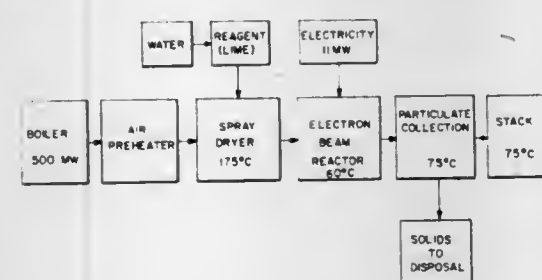 WATER
REAGENT
(LIME)
ELECTRICITY
11 MW
BOILER
500 MW
AIR
PREHEATER
SPRAY
DRYER
175°C
ELECTRON
BEAM
REACTOR
60°C
PARTICULATE
COLLECTION
75°C
STACK
75°C
SOLIDS
TO
DISPOSAL